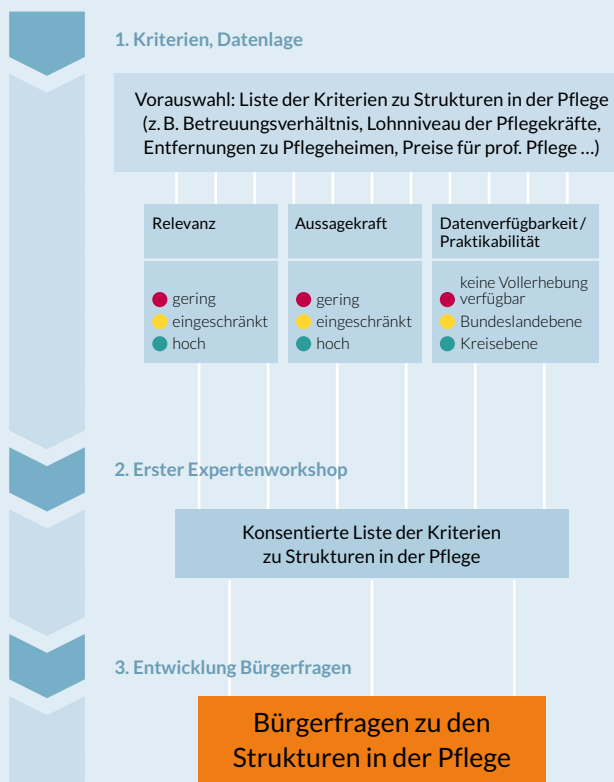 1. Kriterien, Datenlage
Vorauswahl: Liste der Kriterien zu Strukturen in der Pflege
(z. B. Betreuungsverhältnis, Lohnniveau der Pflegekräfte,
Entfernungen zu Pflegeheimen, Preise für prof. Pflege ...)
Relevanz
gering
eingeschränkt
hoch
Aussagekraft
gering
eingeschränkt
hoch
Datenverfügbarkeit /
Praktikabilität
keine Vollerhebung
verfügbar
Bundeslandebene
Kreisebene
2. Erster Expertenworkshop
Konsentierte Liste der Kriterien
zu Strukturen in der Pflege
3. Entwicklung Bürgerfragen
Bürgerfragen zu den
Strukturen in der Pflege